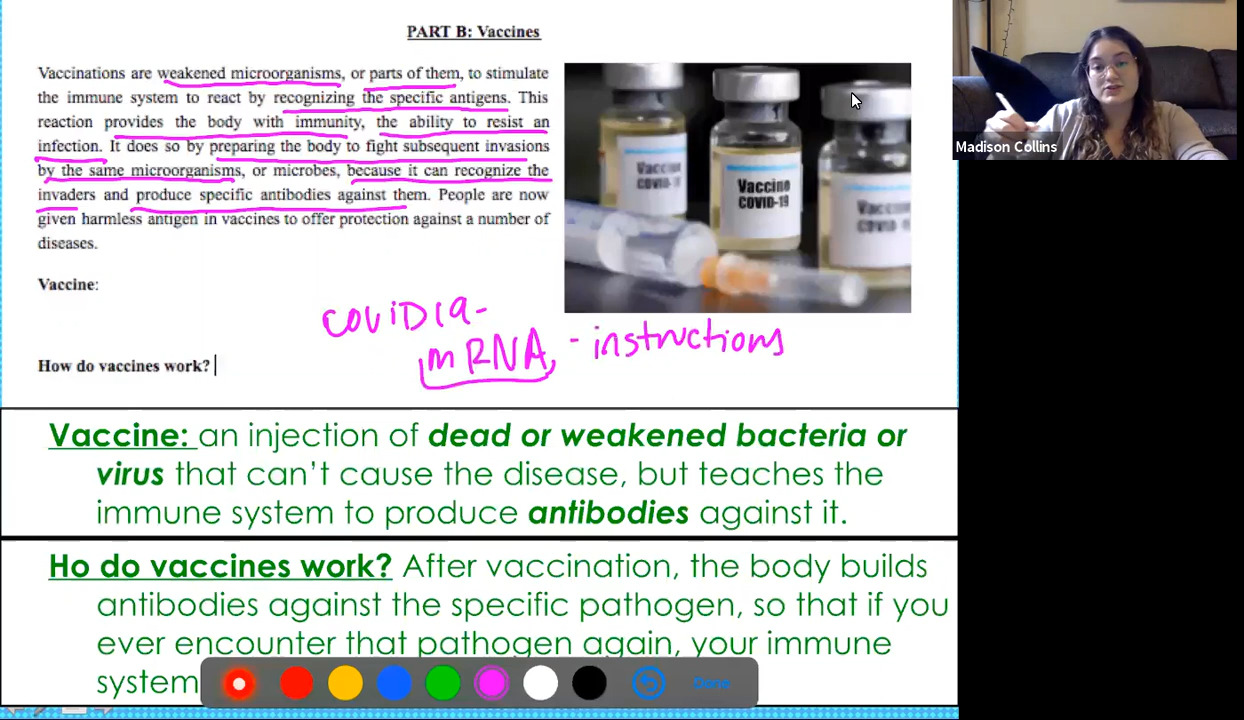 PART B: Vaccines
Vaccinations are weakened microorganisms, or parts of them, to stimulate
the immune system to react by recognizing the specific antigens. This
reaction provides the body with immunity, the ability to resist an
infection. It does so by preparing the body to fight subsequent invasions
by the same microorganisms, or microbes, because it can recognize the
invaders and produce specific antibodies against them. People are now
given harmless antigen in vaccines to offer protection against a number of
diseases.
Vaccine:
How do vaccines work?
Vaccine
COVID-19
Vaccine
COVID-19
Vaccine
COVID-19
COVID19-
mRNA, - instructions
Vaccine: an injection of dead or weakened bacteria or
virus that can’t cause the disease, but teaches the
immune system to produce antibodies against it.
Ho do vaccines work? After vaccination, the body builds
antibodies against the specific pathogen, so that if you
ever encounter that pathogen again, your immune
system
Done
Madison Collins